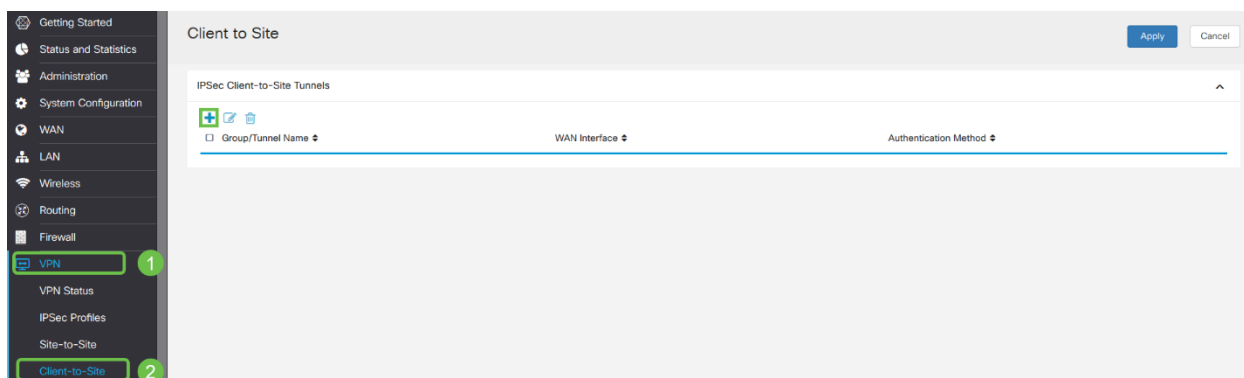 Getting Started
Status and Statistics
Administration
System Configuration
WAN
LAN
Wireless
Routing
Firewall
VPN 1
VPN Status
IPSec Profiles
Site-to-Site
Client-to-Site 2
Client to Site
Apply Cancel
IPSec Client-to-Site Tunnels
Group/Tunnel Name WAN Interface Authentication Method